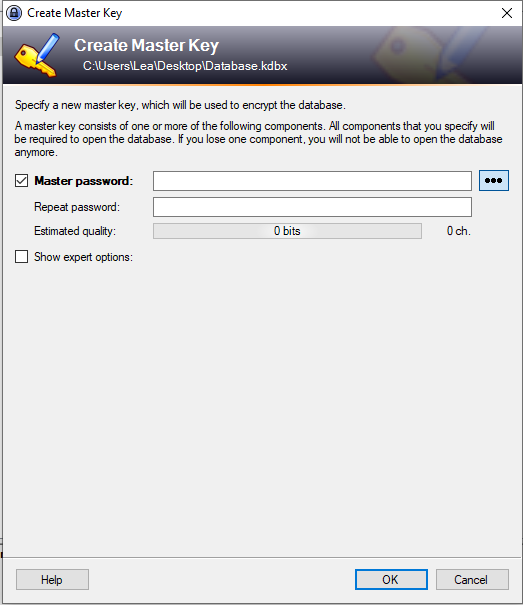 Create Master Key
Create Master Key
C:\Users\Lea\Desktop\Database.kdbx
Specify a new master key, which will be used to encrypt the database.
A master key consists of one or more of the following components. All components that you specify will
be required to open the database. If you lose one component, you will not be able to open the database
anymore.
Master password:
Repeat password:
Estimated quality: 0 bits 0 ch.
Show expert options:
Help OK Cancel